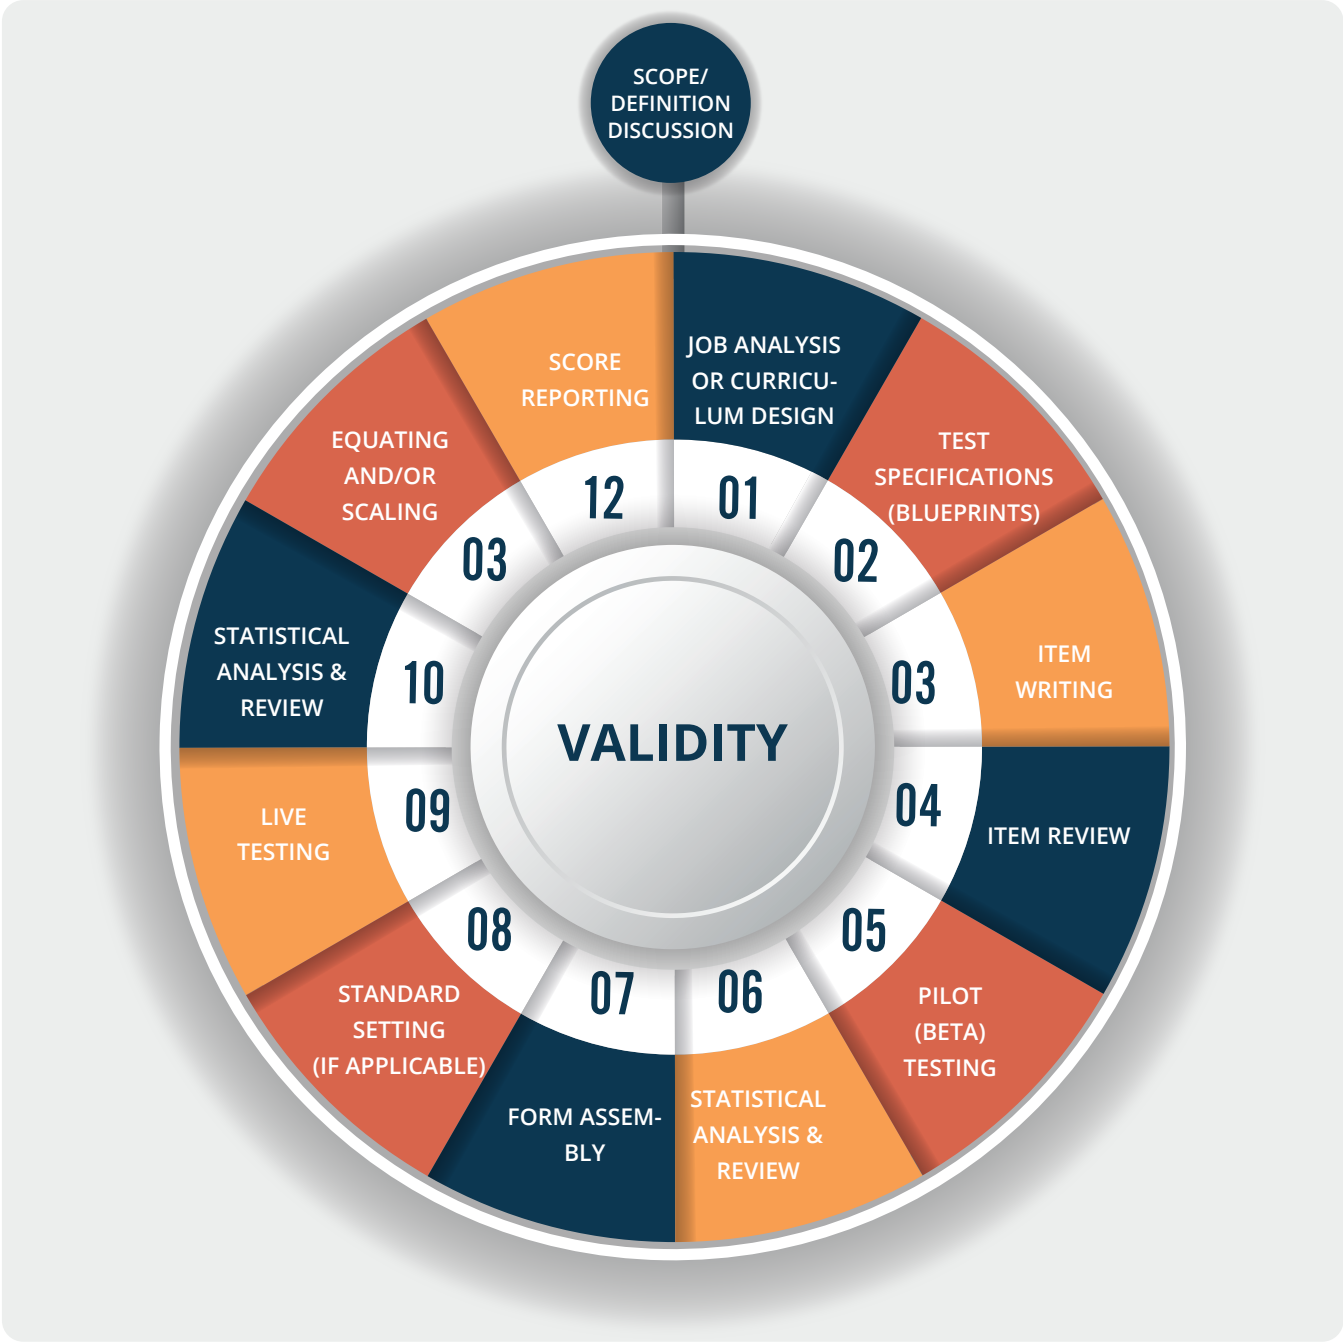 SCOPE/
DEFINITION
DISCUSSION
JOB ANALYSIS
OR CURRICU-
LUM DESIGN
01
TEST
SPECIFICATIONS
(BLUEPRINTS)
02
ITEM
WRITING
03
ITEM REVIEW
04
PILOT
(BETA)
TESTING
05
STATISTICAL
ANALYSIS &
REVIEW
06
FORM ASSEM-
BLY
07
STANDARD
SETTING
(IF APPLICABLE)
08
LIVE
TESTING
09
STATISTICAL
ANALYSIS &
REVIEW
10
EQUATING
AND/OR
SCALING
03
SCORE
REPORTING
12
VALIDITY